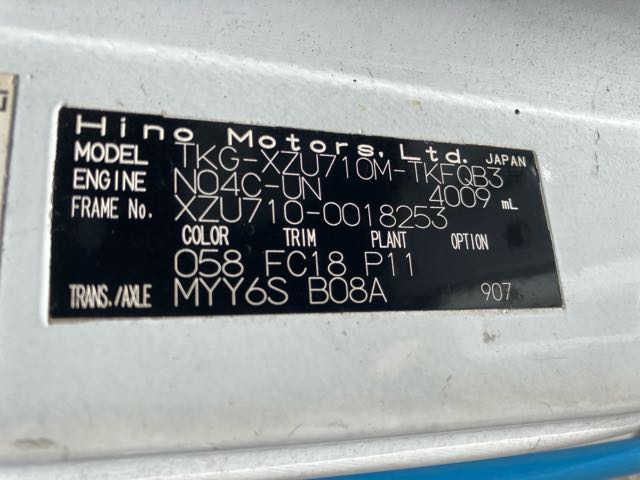 Hino Motors, Ltd. JAPAN
MODEL TKG-XZU710M-TKFQB3
ENGINE N04C-UN 4009 mL
FRAME No. XZU710-0018253
COLOR TRIM PLANT OPTION
058 FC18 P11
TRANS./AXLE MYY6S B08A 907